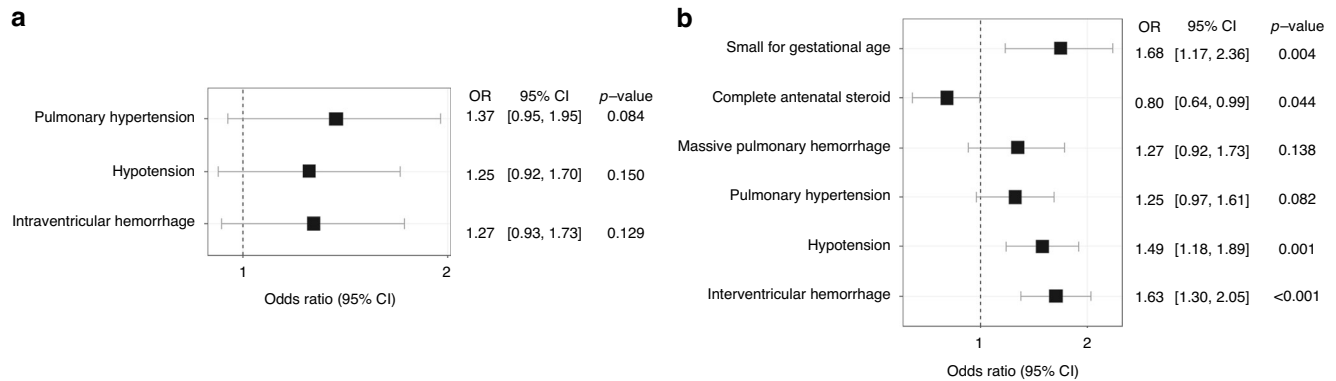 a
OR 95% CI p–value
Pulmonary hypertension 1.37 [0.95, 1.95] 0.084
Hypotension 1.25 [0.92, 1.70] 0.150
Intraventricular hemorrhage 1.27 [0.93, 1.73] 0.129
1 2
Odds ratio (95% CI)
b
OR 95% CI p–value
Small for gestational age 1.68 [1.17, 2.36] 0.004
Complete antenatal steroid 0.80 [0.64, 0.99] 0.044
Massive pulmonary hemorrhage 1.27 [0.92, 1.73] 0.138
Pulmonary hypertension 1.25 [0.97, 1.61] 0.082
Hypotension 1.49 [1.18, 1.89] 0.001
Interventricular hemorrhage 1.63 [1.30, 2.05] <0.001
1 2
Odds ratio (95% CI)